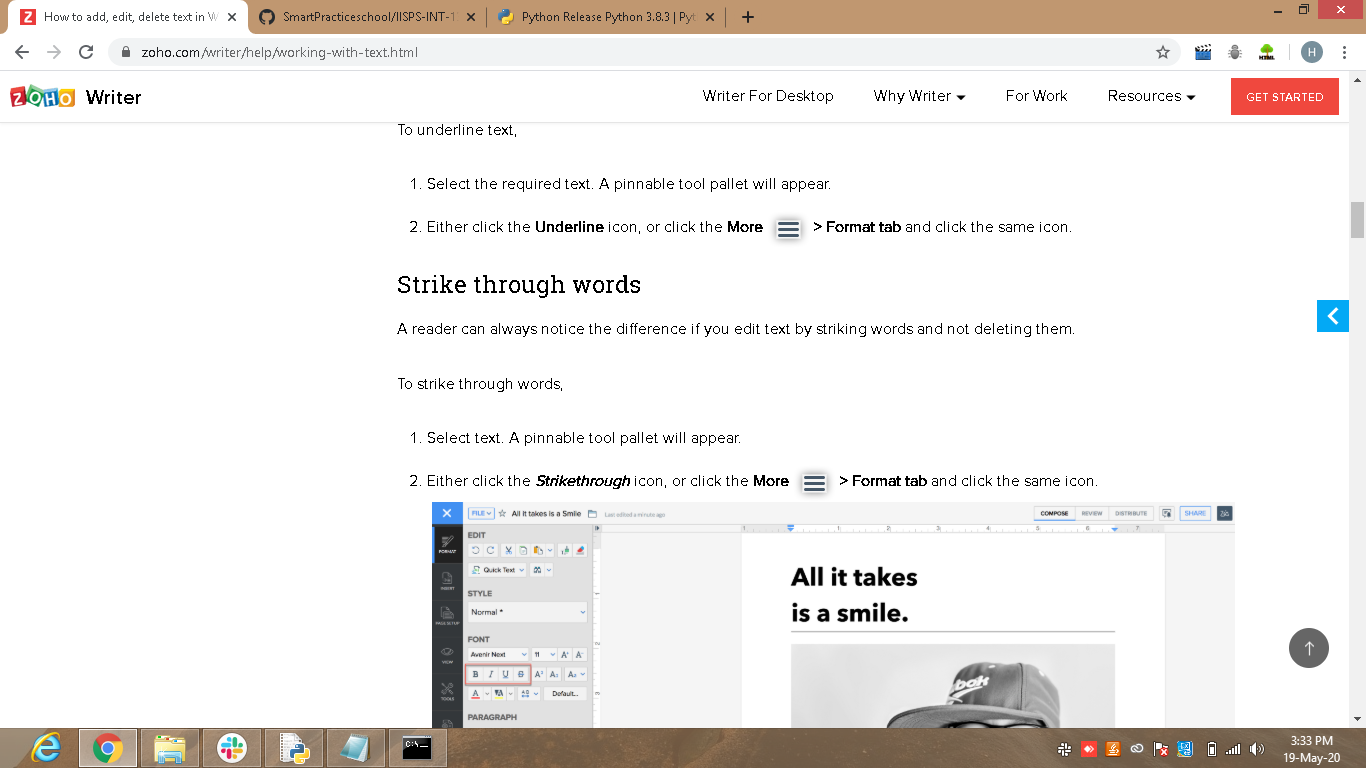 How to add, edit, delete text in W
SmartPracticeschool/IISPS-INT-1
Python Release Python 3.8.3 | Pyt
zoho.com/writer/help/working-with-text.html
H
ZOHO Writer
Writer For Desktop
Why Writer
For Work
Resources
GET STARTED
To underline text,
1. Select the required text. A pinnable tool pallet will appear.
2. Either click the Underline icon, or click the More > Format tab and click the same icon.
Strike through words
A reader can always notice the difference if you edit text by striking words and not deleting them.
To strike through words,
1. Select text. A pinnable tool pallet will appear.
2. Either click the Strikethrough icon, or click the More > Format tab and click the same icon.
FILE
All it takes is a Smile
Last edited a minute ago
COMPOSE
REVIEW
DISTRIBUTE
SHARE
FORMAT
INSERT
PAGE SETUP
VIEW
TOOLS
EDIT
Quick Text
STYLE
Normal *
FONT
Avenir Next
11
B I U S
Default...
PARAGRAPH
All it takes
is a smile.
3:33 PM
19-May-20